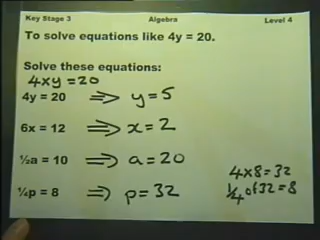 Key Stage 3 Algebra Level 4
To solve equations like 4y = 20.
Solve these equations:
4xy=20
4y = 20 ⇒ y=5
6x = 12 ⇒ x=2
½a = 10 ⇒ a=20
¼p = 8 ⇒ p=32
4x8=32
¼ of 32=8